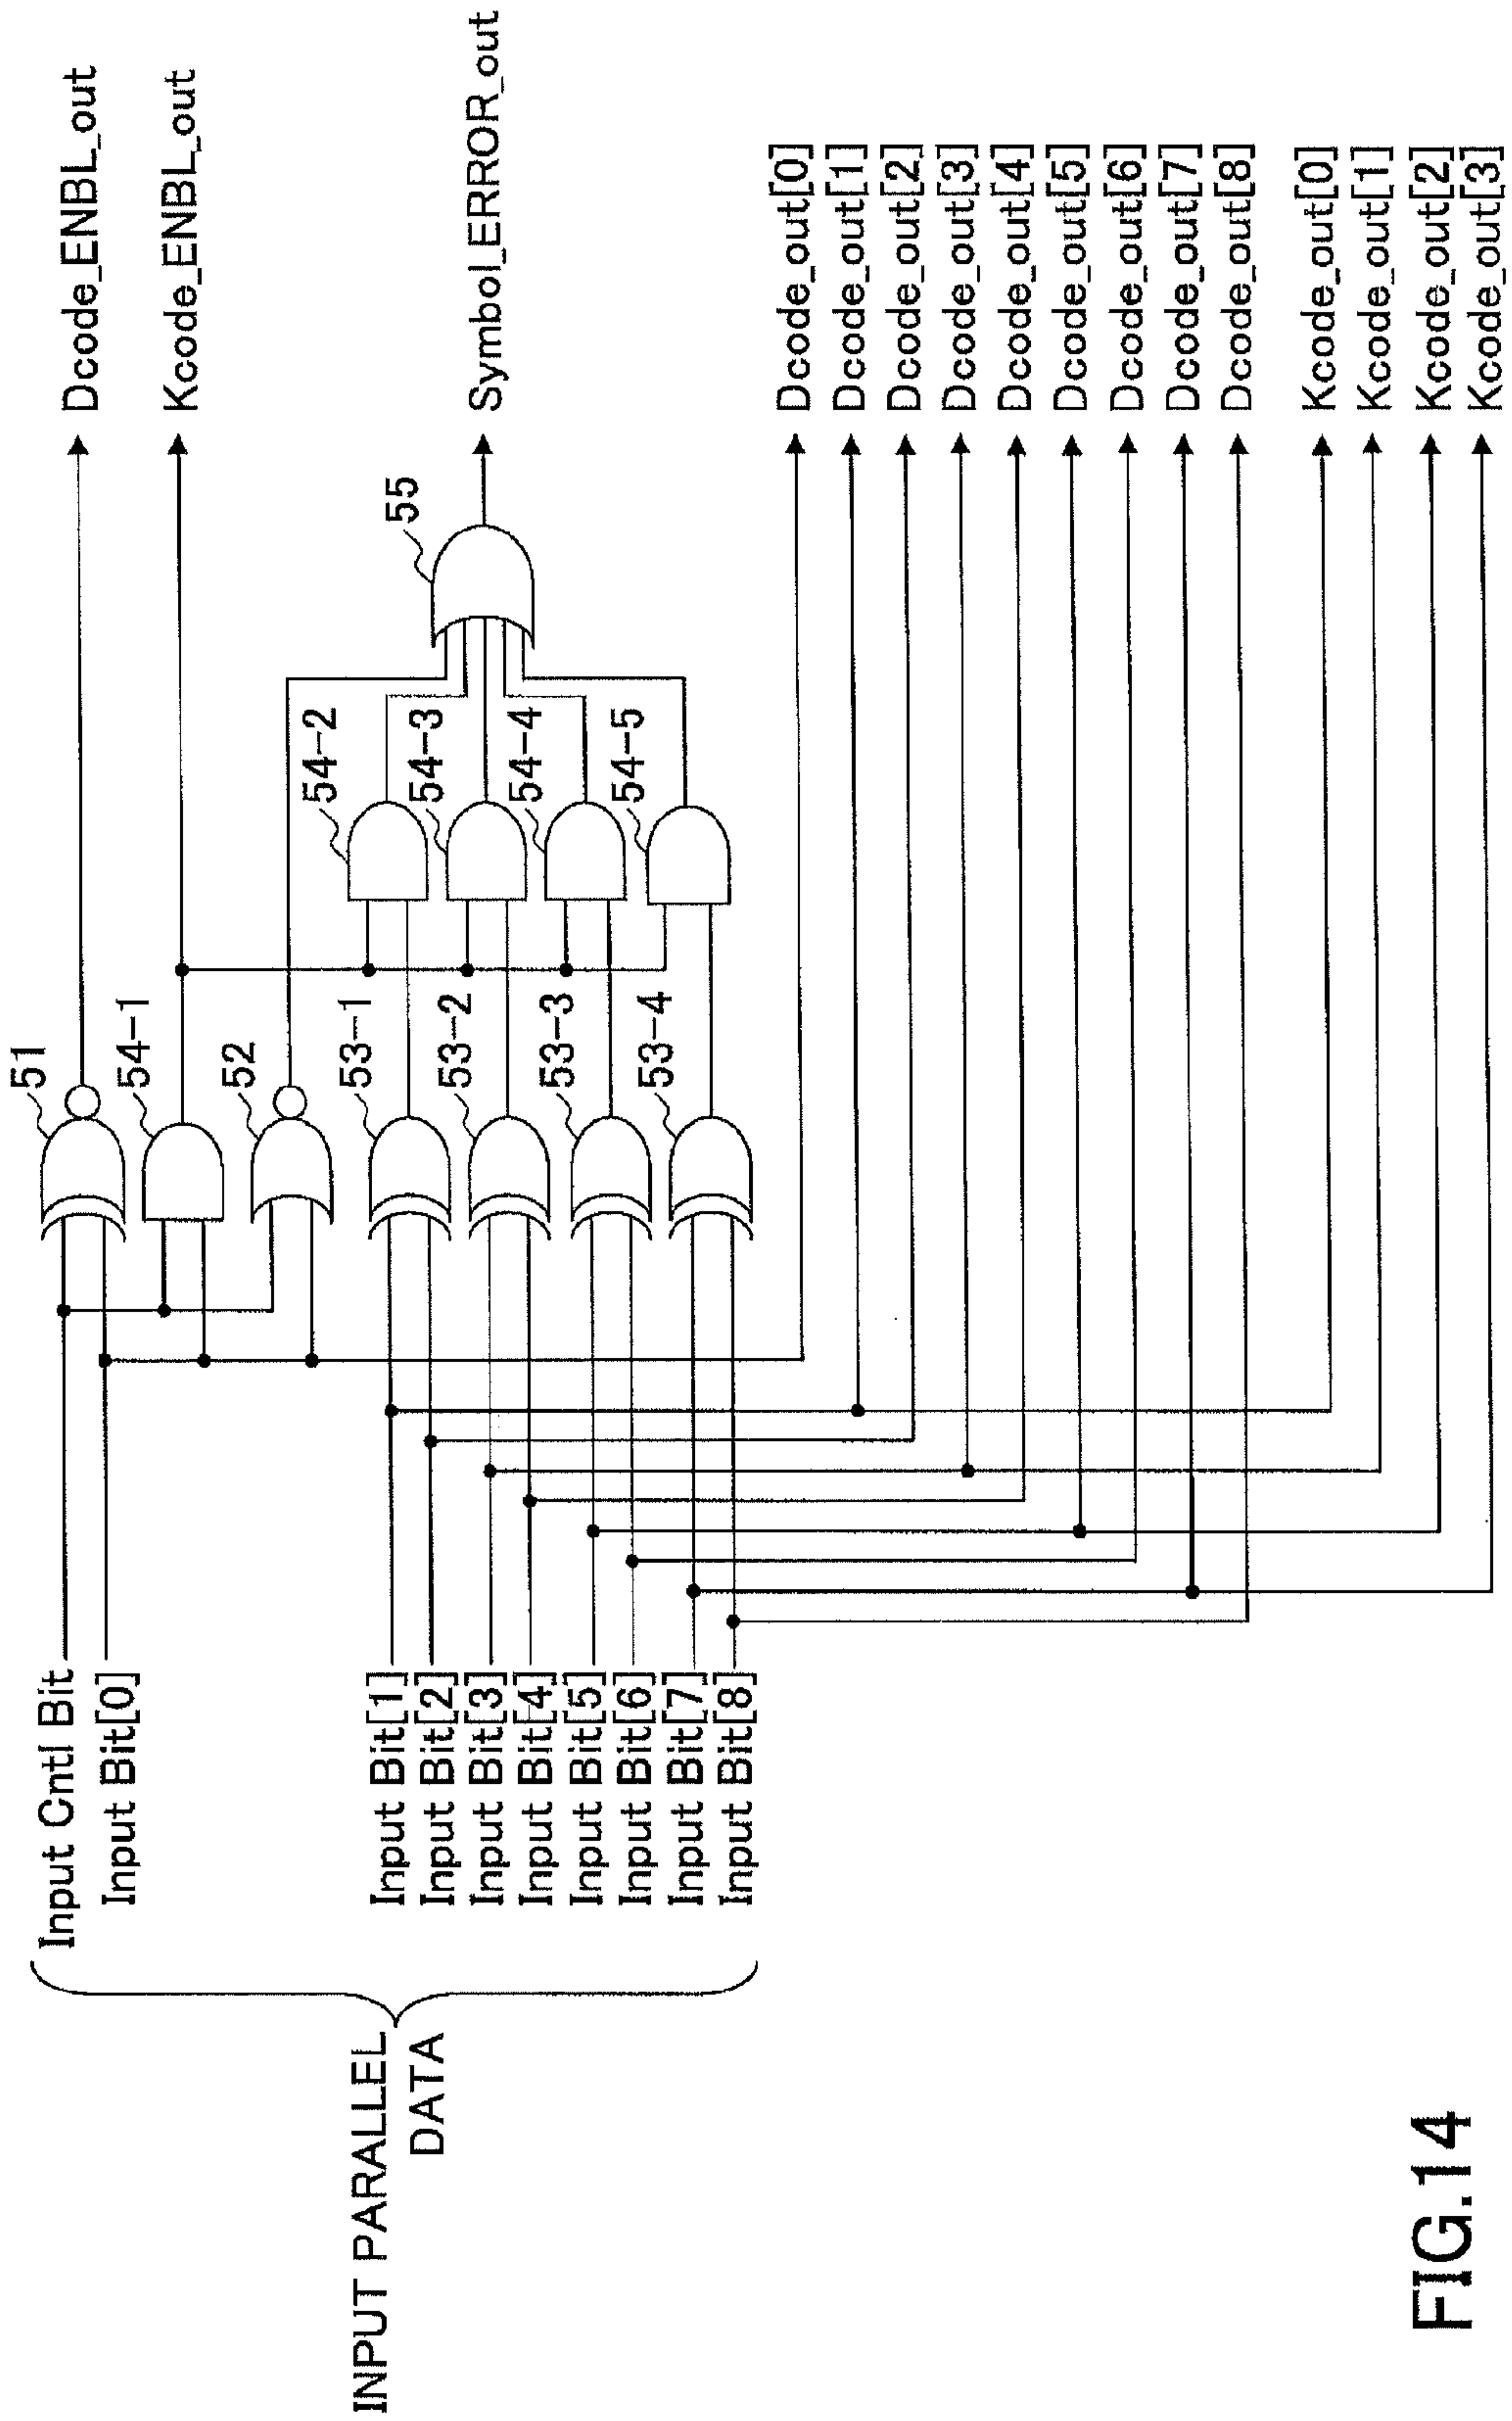 INPUT PARALLEL
DATA
Input Cntl Bit
Input Bit[0]
Input Bit[1]
Input Bit[2]
Input Bit[3]
Input Bit[4]
Input Bit[5]
Input Bit[6]
Input Bit[7]
Input Bit[8]
51
54-1
52
53-1
53-2
53-3
53-4
54-2
54-3
54-4
54-5
55
Dcode_ENBL_out
Kcode_ENBL_out
Symbol_ERROR_out
Dcode_out[0]
Dcode_out[1]
Dcode_out[2]
Dcode_out[3]
Dcode_out[4]
Dcode_out[5]
Dcode_out[6]
Dcode_out[7]
Dcode_out[8]
Kcode_out[0]
Kcode_out[1]
Kcode_out[2]
Kcode_out[3]
FIG.14